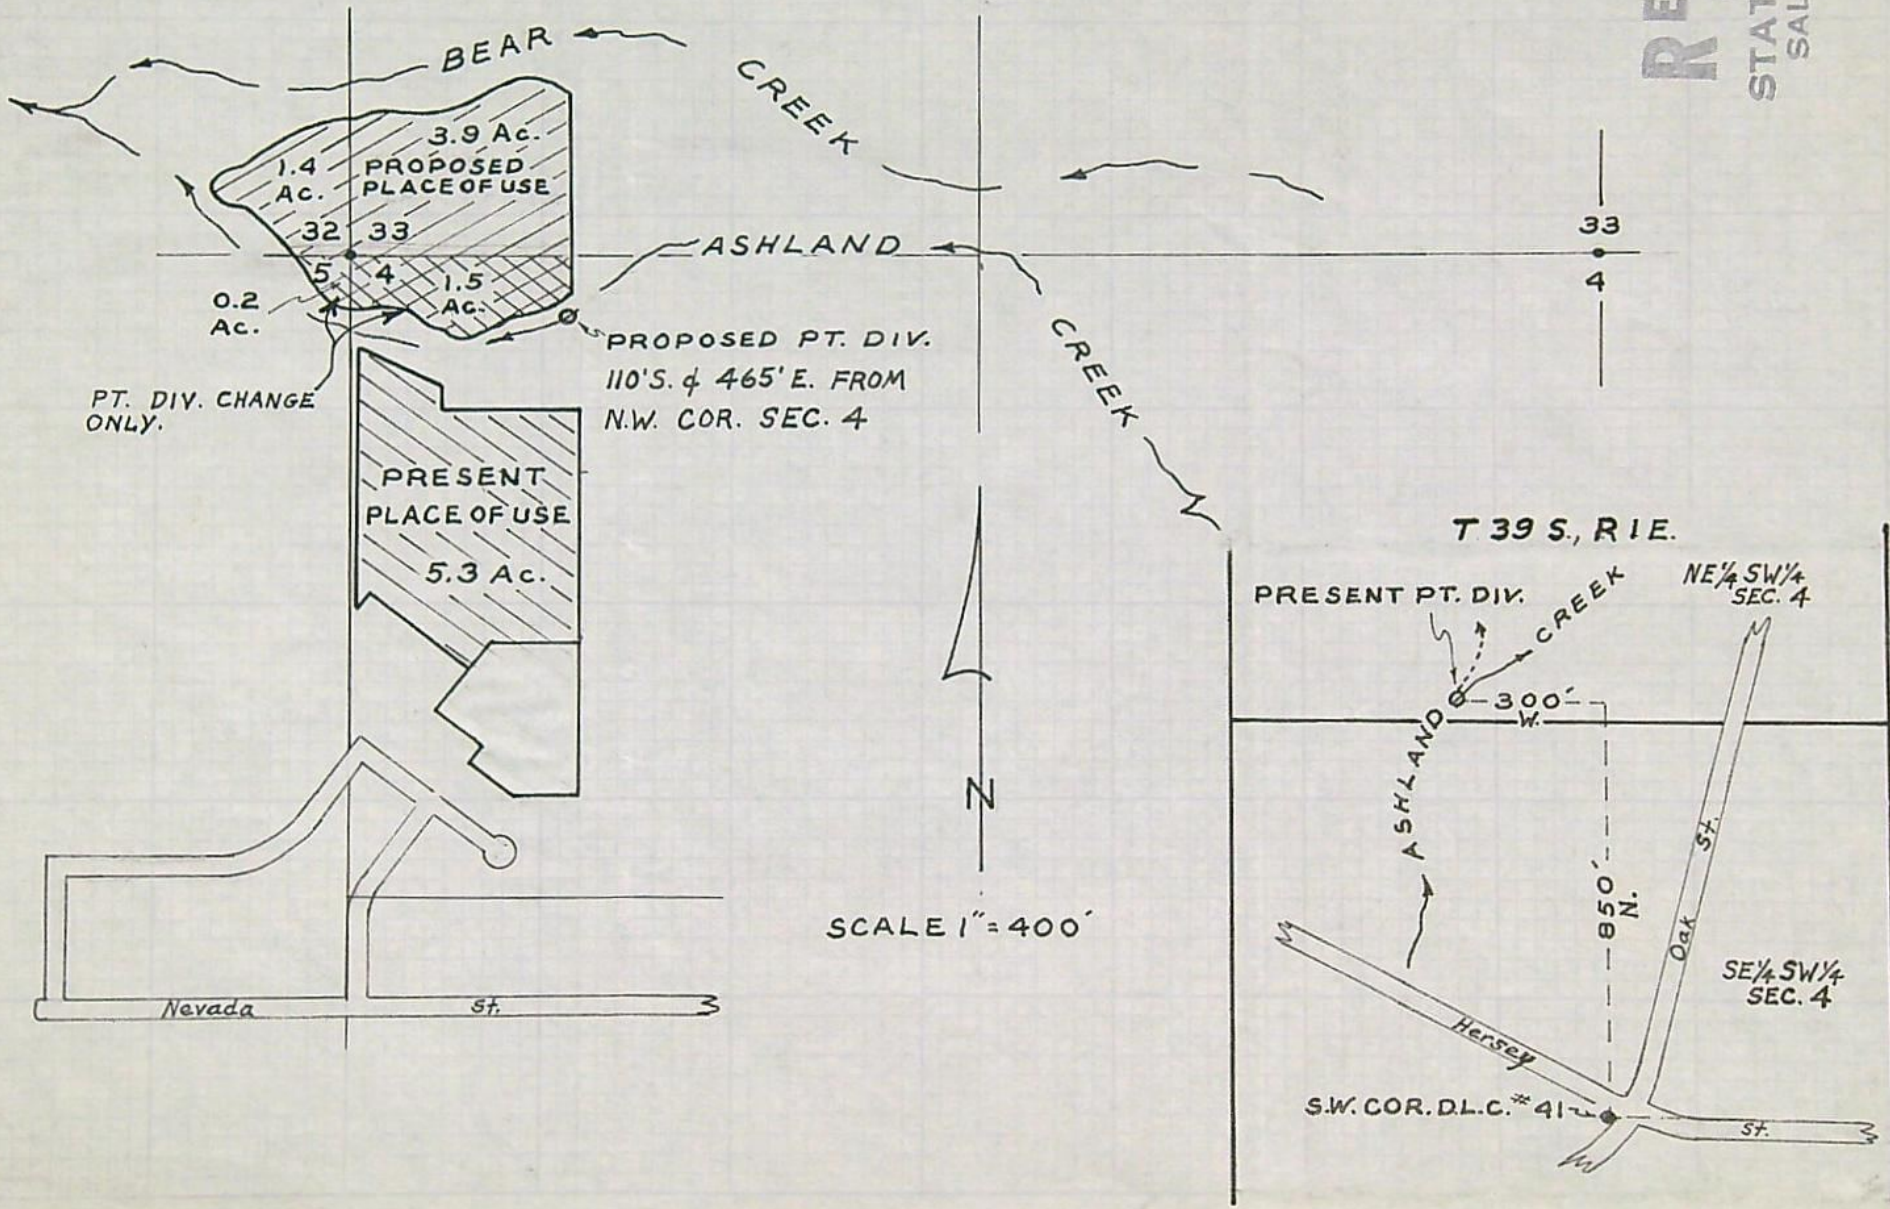 BEAR CREEK
3.9 Ac.
1.4 Ac.
PROPOSED
PLACE OF USE
32 33
5 4
1.5 Ac.
0.2 Ac.
ASHLAND CREEK
33
4
PROPOSED PT. DIV.
110' S. & 465' E. FROM
N.W. COR. SEC. 4
PT. DIV. CHANGE
ONLY.
PRESENT
PLACE OF USE
5.3 Ac.
N
SCALE 1" = 400'
Nevada St.
T 39 S., R 1 E.
PRESENT PT. DIV.
NE¼ SW¼
SEC. 4
ASHLAND CREEK
300'
W.
850'
N.
Oak St.
SE¼ SW¼
SEC. 4
Hersey St.
S.W. COR. D.L.C. #41